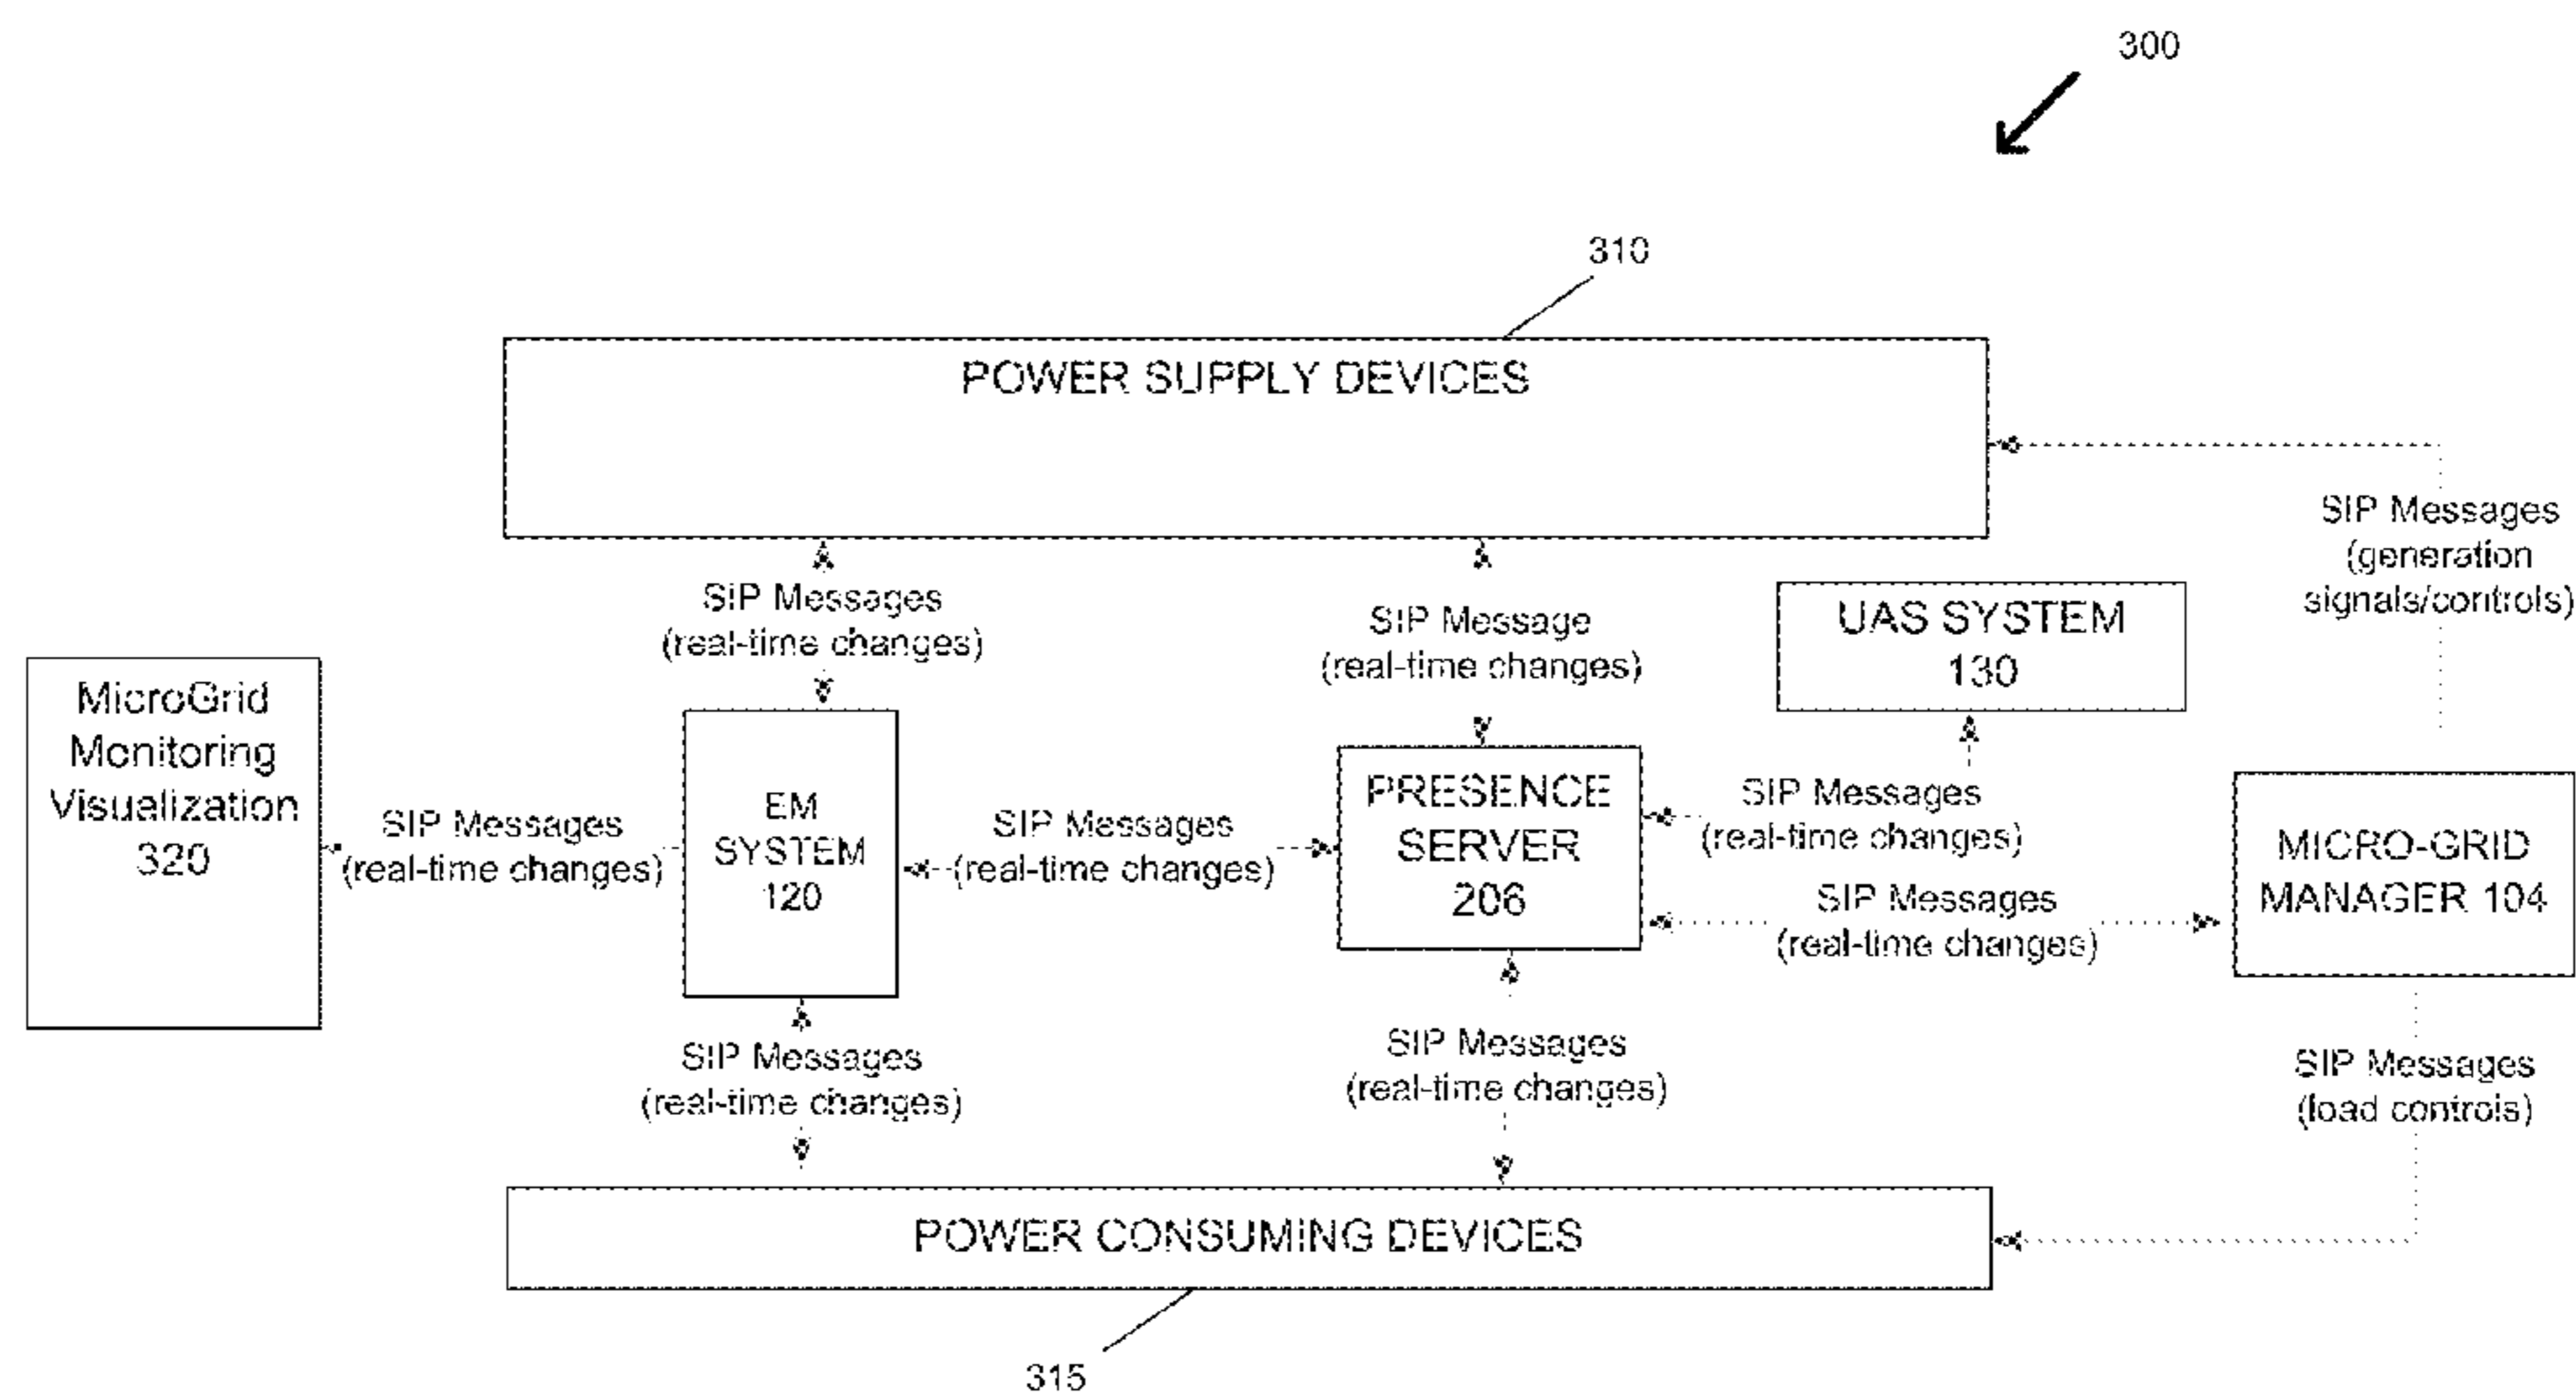 300
310
POWER SUPPLY DEVICES
SIP Messages
(generation
signals/controls)
SIP Messages
(real-time changes)
SIP Message
(real-time changes)
UAS SYSTEM
130
MicroGrid
Monitoring
Visualization
320
SIP Messages
(real-time changes)
EM
SYSTEM
120
SIP Messages
(real-time changes)
PRESENCE
SERVER
206
SIP Messages
(real-time changes)
SIP Messages
(real-time changes)
MICRO-GRID
MANAGER 104
SIP Messages
(real-time changes)
SIP Messages
(real-time changes)
SIP Messages
(load controls)
POWER CONSUMING DEVICES
315